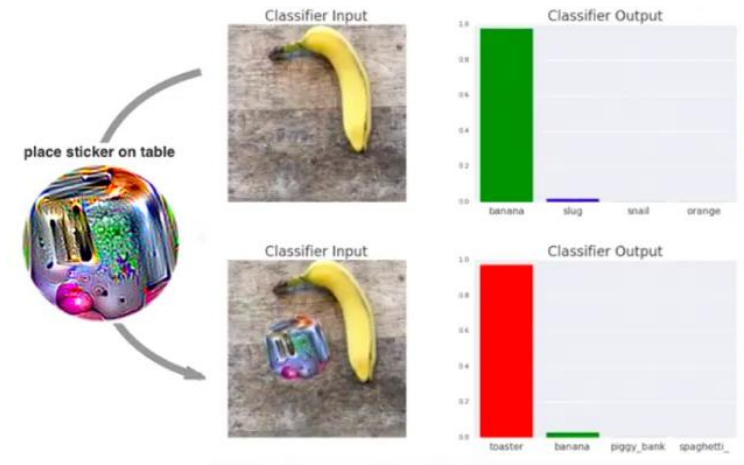 Classifier Input
Classifier Output
place sticker on table
1.0
0.8
0.6
0.4
0.2
0.0
banana slug snail orange
Classifier Input
Classifier Output
1.0
0.8
0.6
0.4
0.2
0.0
toaster banana piggy_bank spaghetti_